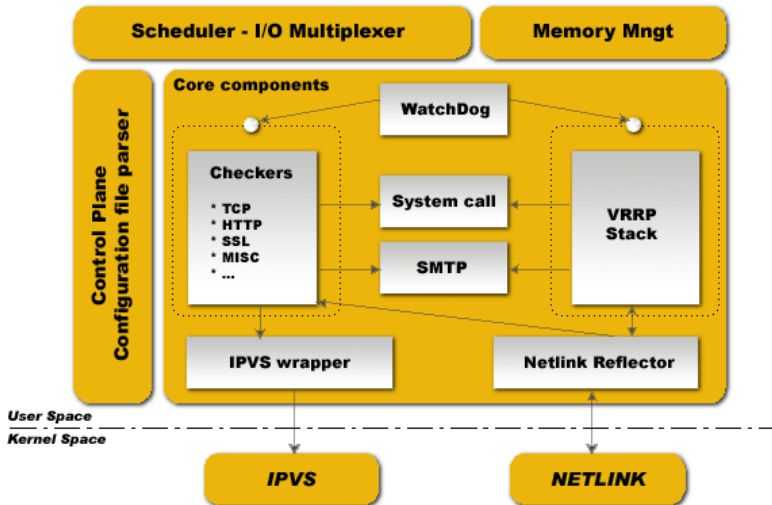 Scheduler - I/O Multiplexer
Memory Mngt
Control Plane
Configuration file parser
Core components
WatchDog
Checkers
* TCP
* HTTP
* SSL
* MISC
* ...
System call
SMTP
VRRP
Stack
IPVS wrapper
Netlink Reflector
User Space
Kernel Space
IPVS
NETLINK